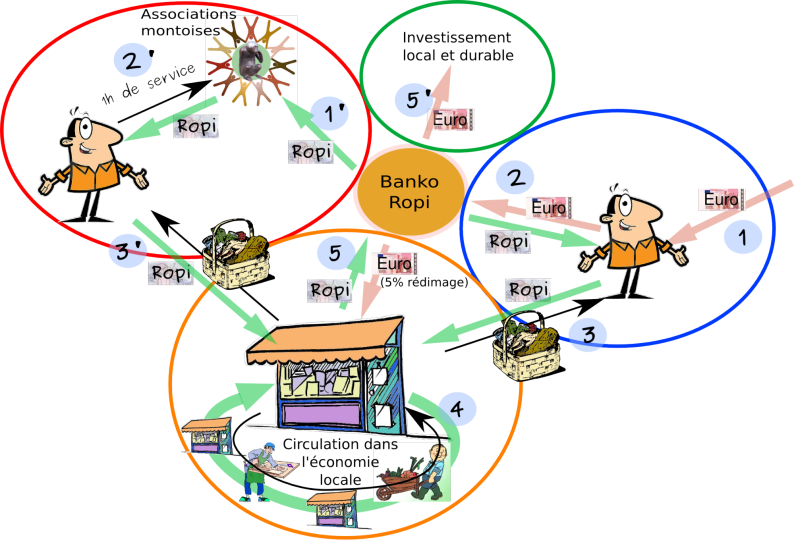 Associations
montoises
2'
1h de service
Ropi
1'
Ropi
Investissement
local et durable
5'
Euro
Banko
Ropi
2
Euro
Ropi
Euro
1
3'
Ropi
5
Ropi
Euro
(5% rédimage)
Ropi
3
4
Circulation dans
l'économie
locale